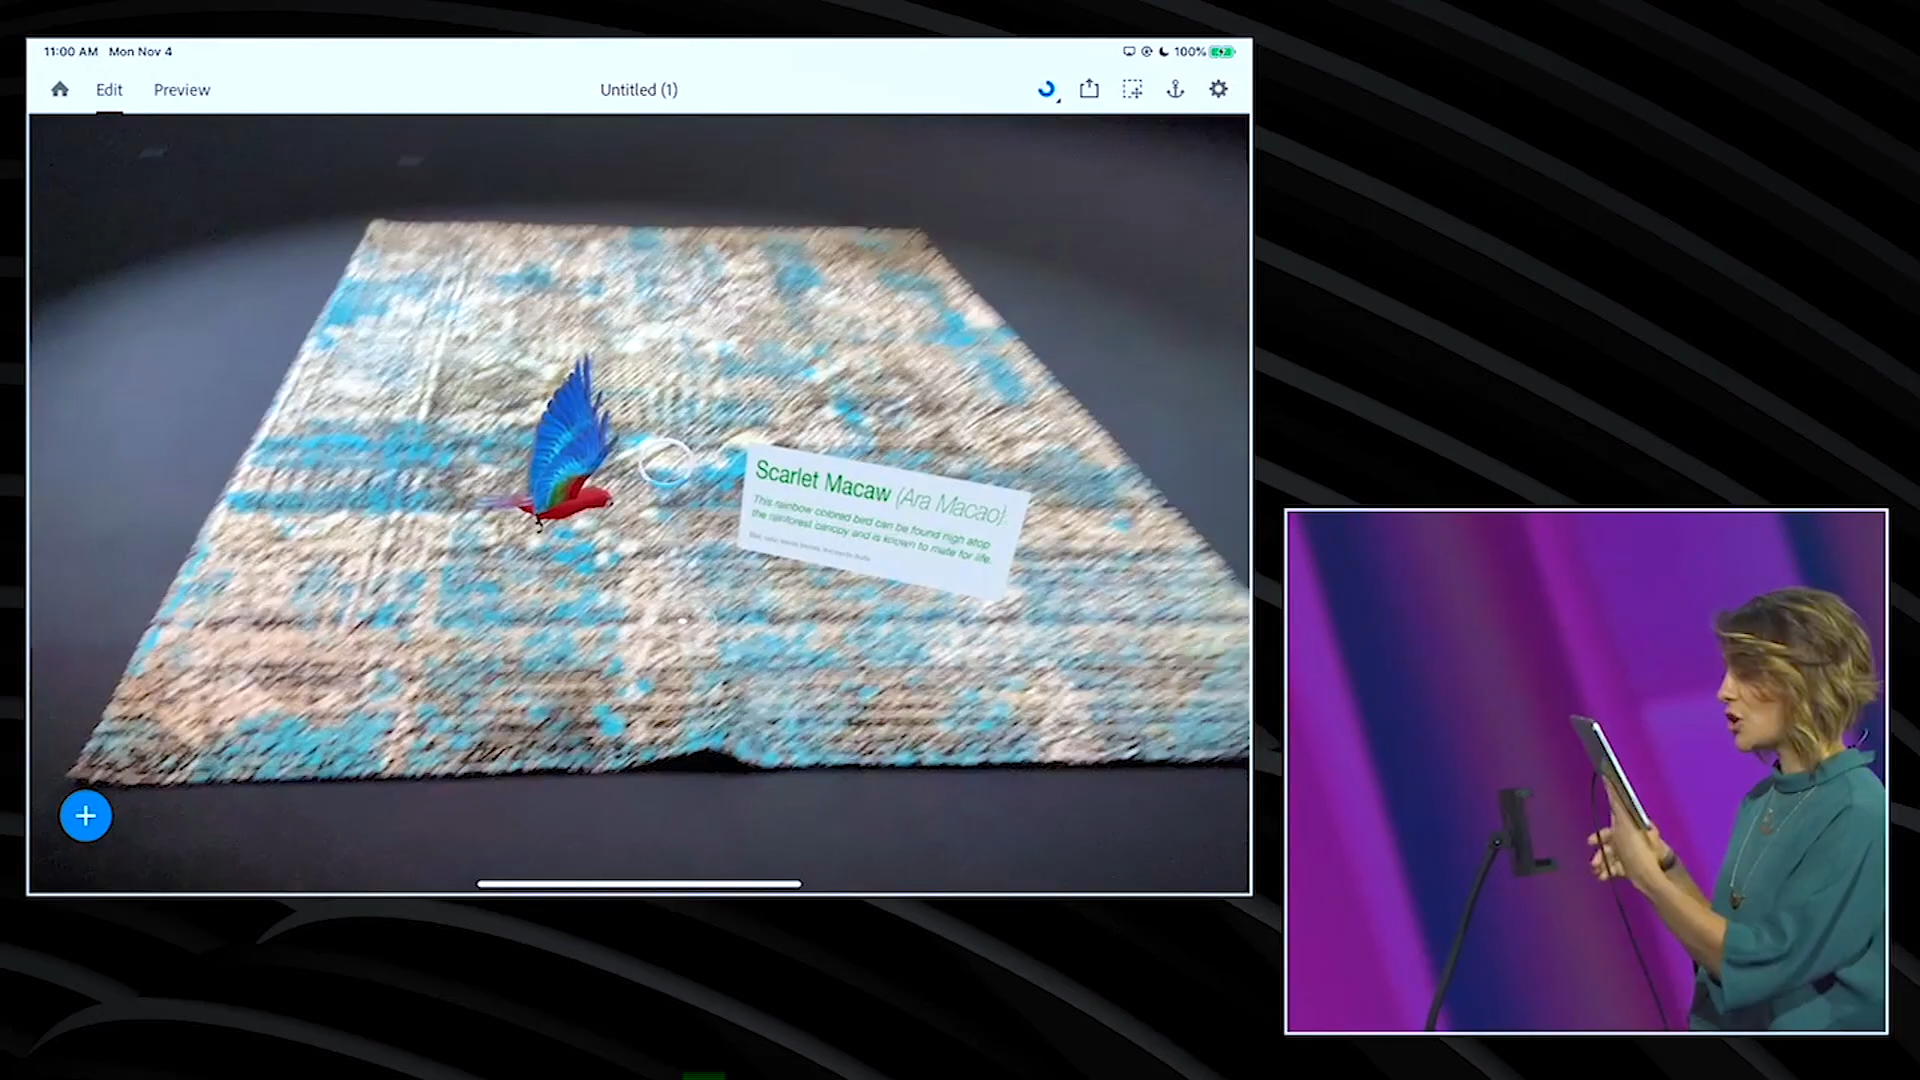 11:00 AM Mon Nov 4
100%
Edit Preview Untitled (1)
Scarlet Macaw (Ara Macao)
This rainbow colored bird can be found high atop
the rainforest canopy and is known to mate for life.